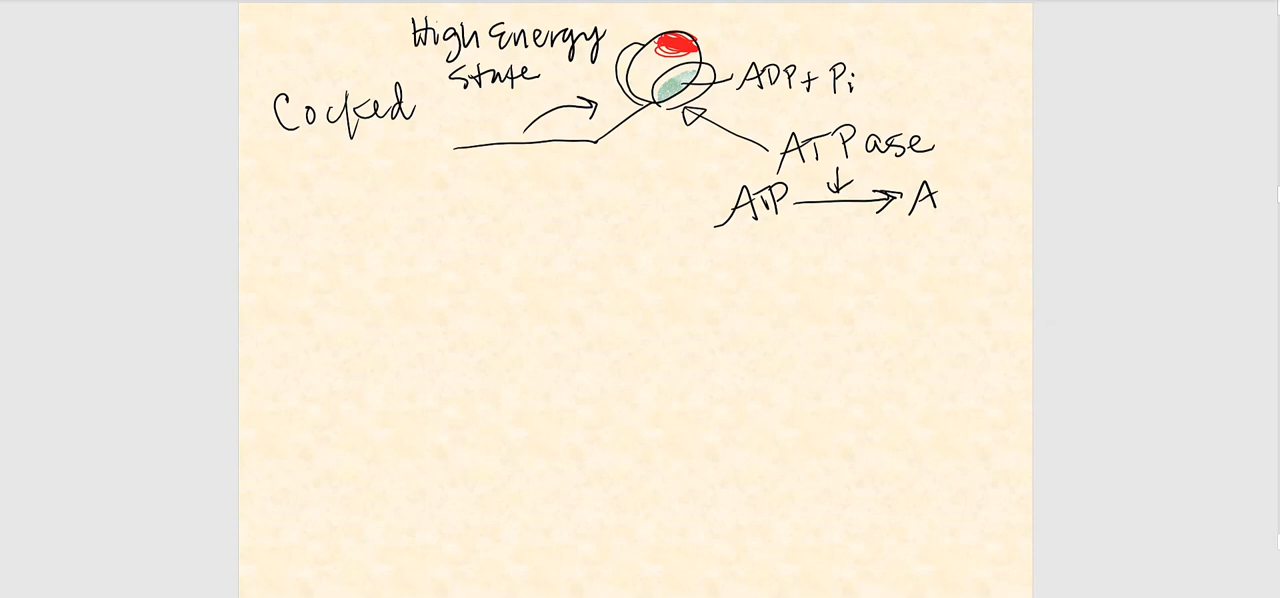 High Energy
State
Cocked
ADP + Pi
ATPase
ATP → A